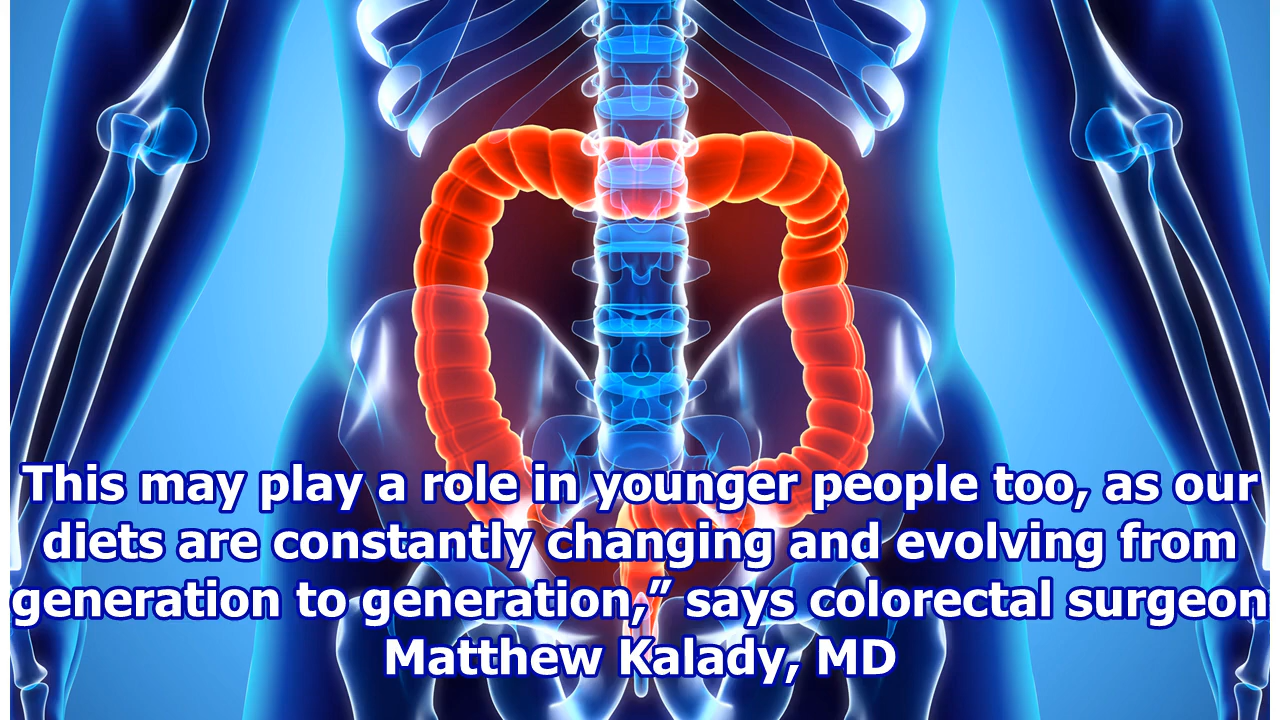 This may play a role in younger people too, as our
diets are constantly changing and evolving from
generation to generation,” says colorectal surgeon
Matthew Kalady, MD